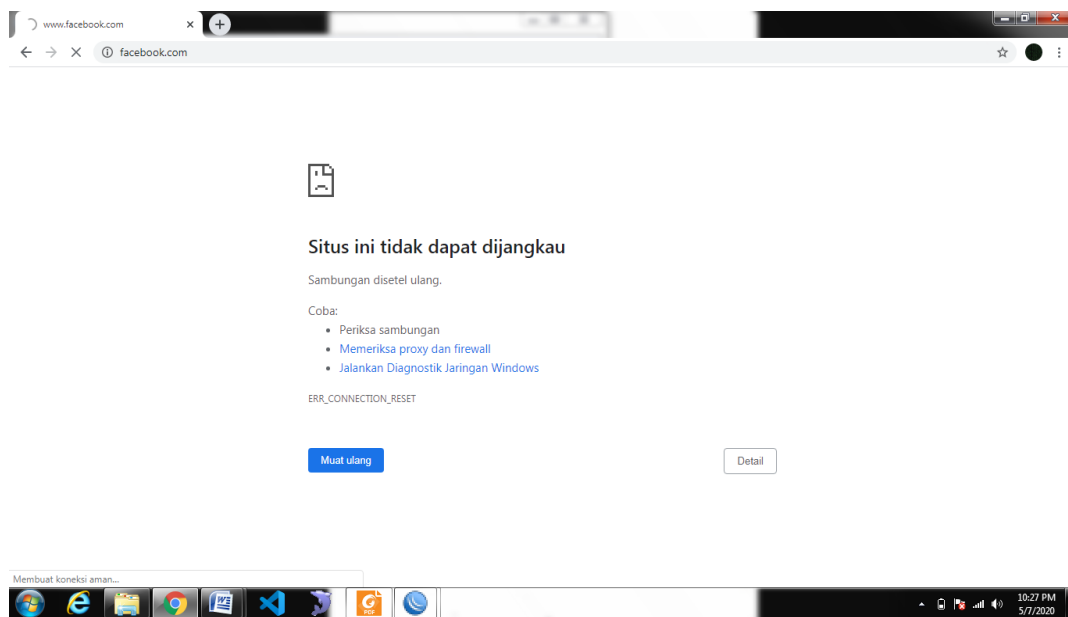 www.facebook.com
facebook.com
Situs ini tidak dapat dijangkau
Sambungan disetel ulang.
Coba:
Periksa sambungan
Memeriksa proxy dan firewall
Jalankan Diagnostik Jaringan Windows
ERR_CONNECTION_RESET
Muat ulang
Detail
Membuat koneksi aman...
PDF
10:27 PM
5/7/2020